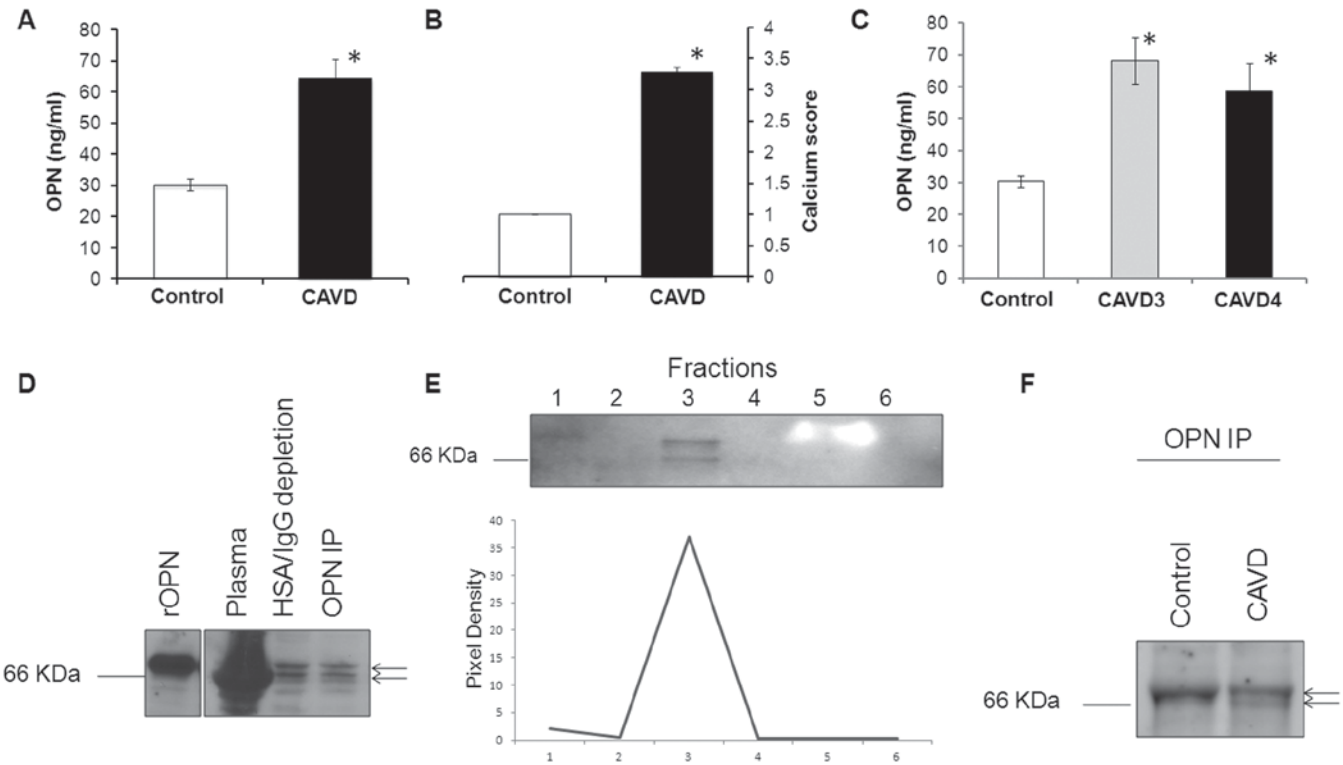 A
OPN (ng/ml)
80
70
60
50
40
30
20
10
0
*
Control
CAVD
B
*
4
3.5
3
2.5
2
1.5
1
0.5
0
Calcium score
Control
CAVD
C
OPN (ng/ml)
80
70
60
50
40
30
20
10
0
*
*
Control
CAVD3
CAVD4
D
rOPN
Plasma
HSA/IgG depletion
OPN IP
66 KDa
E
Fractions
1 2 3 4 5 6
66 KDa
Pixel Density
40
35
30
25
20
15
10
5
0
1 2 3 4 5 6
F
OPN IP
Control
CAVD
66 KDa